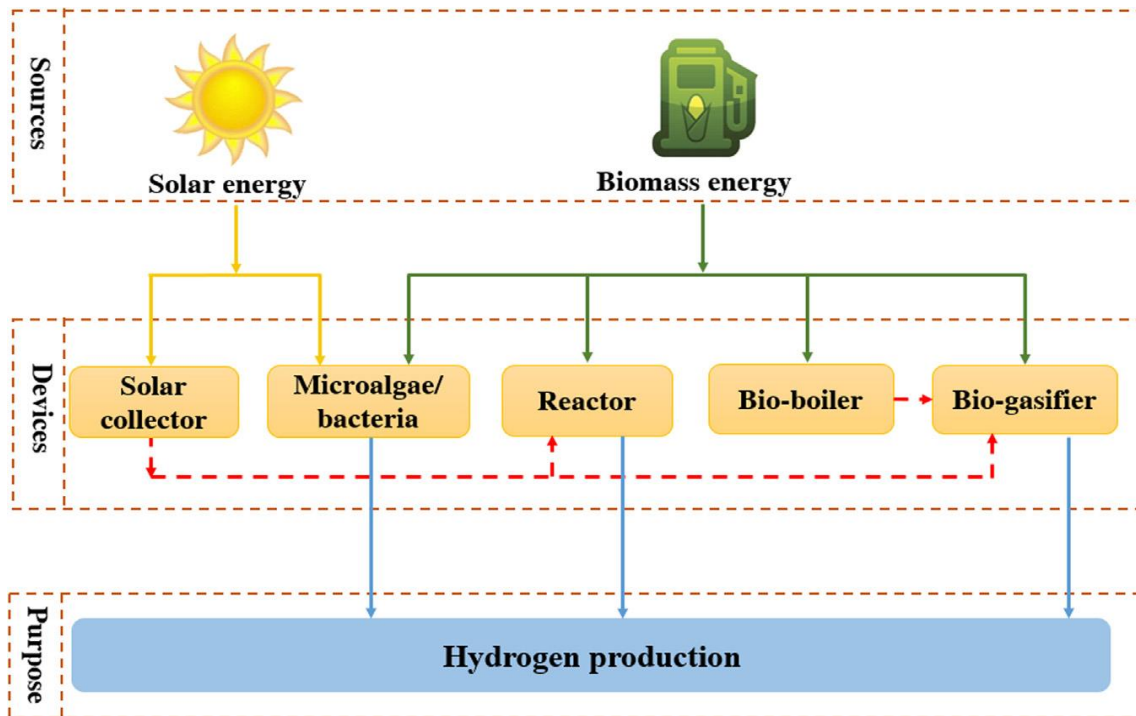 Sources
Solar energy
Biomass energy
Devices
Solar
collector
Microalgae/
bacteria
Reactor
Bio-boiler
Bio-gasifier
Purpose
Hydrogen production